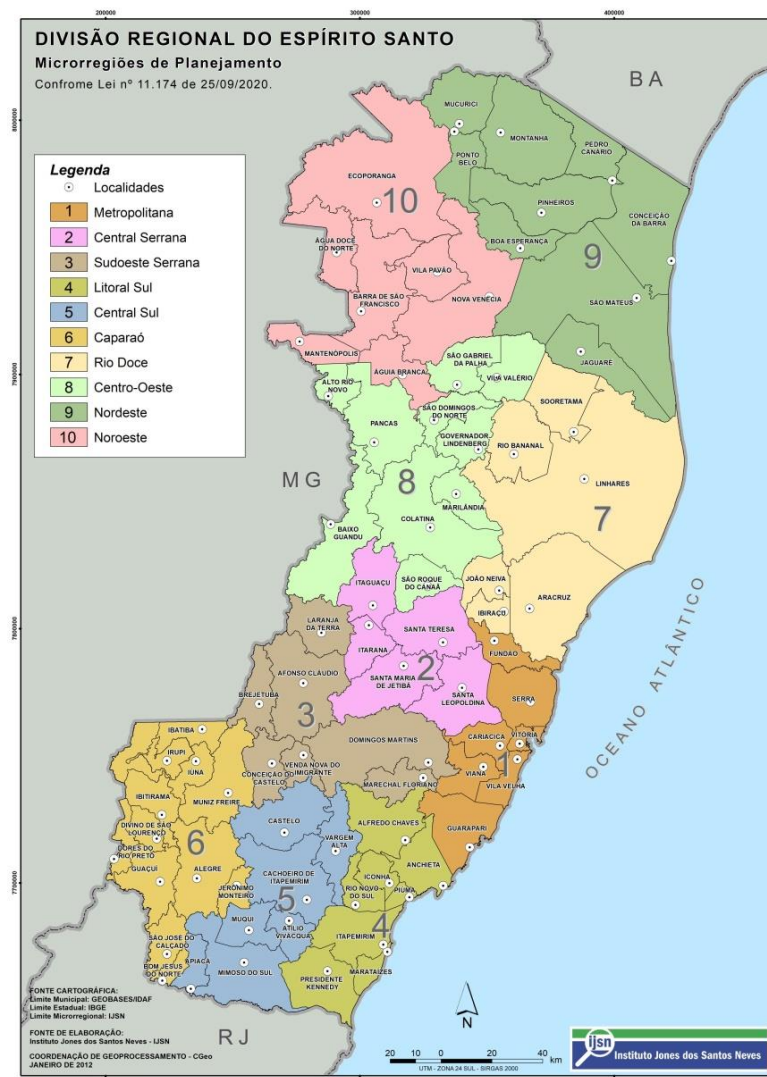 200000
300000
400000
DIVISÃO REGIONAL DO ESPÍRITO SANTO
Microrregiões de Planejamento
Confrome Lei nº 11.174 de 25/09/2020.
B A
8000000
MUCURICI
MONTANHA
PEDRO
CANÁRIO
PONTO
BELO
Legenda
Localidades
1 Metropolitana
2 Central Serrana
3 Sudoeste Serrana
4 Litoral Sul
5 Central Sul
6 Caparaó
7 Rio Doce
8 Centro-Oeste
9 Nordeste
10 Noroeste
ECOPORANGA
10
PINHEIROS
CONCEIÇÃO
DA BARRA
BOA ESPERANÇA
9
ÁGUA DOCE
DO NORTE
VILA PAVÃO
BARRA DE SÃO
FRANCISCO
NOVA VENÉCIA
SÃO MATEUS
MANTENÓPOLIS
SÃO GABRIEL
DA PALHA
JAGUARÉ
7900000
ÁGUIA BRANCA
VILA VALÉRIO
ALTO RIO
NOVO
SOORETAMA
SÃO DOMINGOS
DO NORTE
PANCAS
GOVERNADOR
LINDENBERG
RIO BANANAL
M G
8
LINHARES
MARILÂNDIA
7
COLATINA
BAIXO
GUANDU
ITAGUAÇU
SÃO ROQUE
DO CANAÃ
JOÃO NEIVA
ARACRUZ
IBIRAÇU
7800000
LARANJA
DA TERRA
SANTA TERESA
ITARANA
FUNDÃO
2
AFONSO CLÁUDIO
SANTA MARIA
DE JETIBÁ
SANTA
LEOPOLDINA
BREJETUBA
SERRA
3
OCEANO ATLÂNTICO
IBATIBA
DOMINGOS MARTINS
CARIACICA
VITÓRIA
IRUPI
IÚNA
VENDA NOVA DO
IMIGRANTE
CONCEIÇÃO DO
CASTELO
VIANA
1
MARECHAL FLORIANO
VILA VELHA
IBITIRAMA
MUNIZ FREIRE
DIVINO DE SÃO
LOURENÇO
CASTELO
ALFREDO CHAVES
GUARAPARI
6
VARGEM
ALTA
DORES DO
RIO PRETO
GUAÇUÍ
ALEGRE
CACHOEIRO DE
ITAPEMIRIM
ANCHIETA
ICONHA
7700000
JERÔNIMO
MONTEIRO
RIO NOVO
DO SUL
PIÚMA
5
MUQUI
ATÍLIO
VIVÁCQUA
4
ITAPEMIRIM
SÃO JOSÉ DO
CALÇADO
BOM JESUS
DO NORTE
APIACÁ
MIMOSO DO SUL
PRESIDENTE
KENNEDY
MARATAÍZES
FONTE CARTOGRÁFICA:
Limite Municipal: GEOBASES/IDAF
Limite Estadual: IBGE
Limite Microrregional: IJSN
FONTE DE ELABORAÇÃO:
Instituto Jones dos Santos Neves - IJSN
COORDENAÇÃO DE GEOPROCESSAMENTO - CGeo
JANEIRO DE 2012
R J
N
20 10 0 20 40
km
UTM - ZONA 24 SUL - SIRGAS 2000
ijsn
Instituto Jones dos Santos Neves